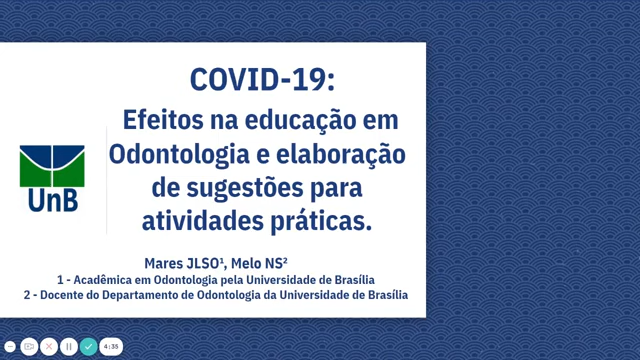 COVID-19:
Efeitos na educação em
Odontologia e elaboração
de sugestões para
atividades práticas.
UnB
Mares JLSO¹, Melo NS²
1 - Acadêmica em Odontologia pela Universidade de Brasília
2 - Docente do Departamento de Odontologia da Universidade de Brasília
4:35